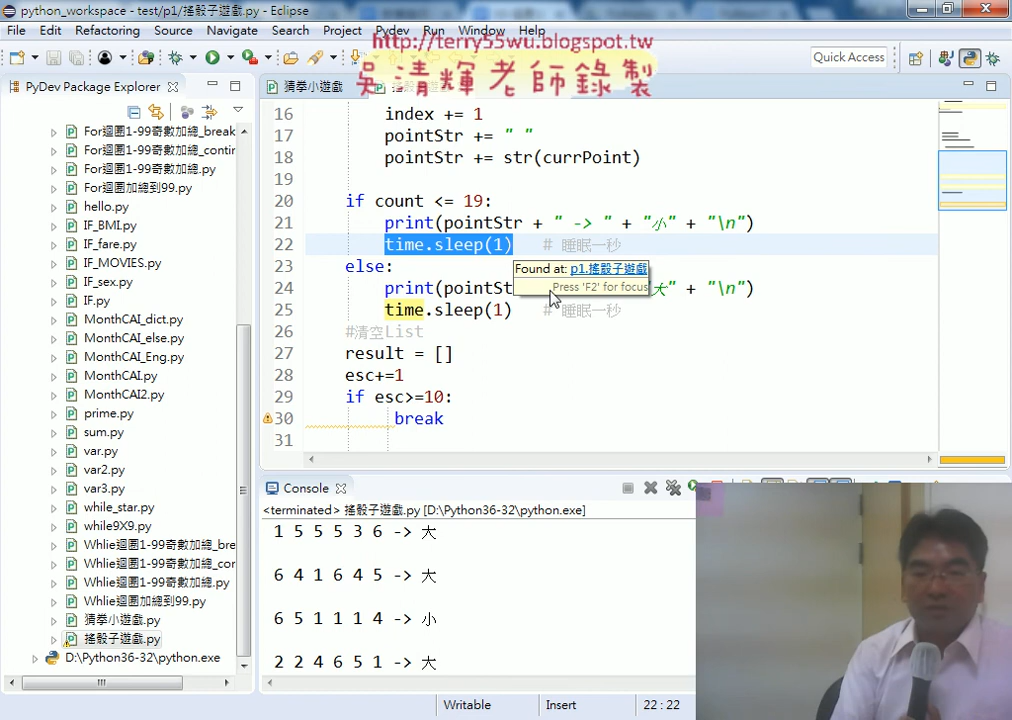 python_workspace - test/p1/搖骰子遊戲.py - Eclipse
File Edit Refactoring Source Navigate Search Project Pydev Run Window Help
http://terry55wu.blogspot.tw
吳清輝老師錄製
Quick Access
PyDev Package Explorer
猜拳小遊戲
For迴圈1-99奇數加總_break
For迴圈1-99奇數加總_contir
For迴圈1-99奇數加總.py
For迴圈加總到99.py
hello.py
IF_BMI.py
IF_fare.py
IF_MOVIES.py
IF_sex.py
IF.py
MonthCAI_dict.py
MonthCAI_else.py
MonthCAI_Eng.py
MonthCAI.py
MonthCAI2.py
prime.py
sum.py
var.py
var2.py
var3.py
while_star.py
while9X9.py
Whlie迴圈1-99奇數加總_bre
Whlie迴圈1-99奇數加總_cor
Whlie迴圈1-99奇數加總.py
Whlie迴圈加總到99.py
猜拳小遊戲.py
搖骰子遊戲.py
D:\Python36-32\python.exe
16 index += 1
17 pointStr += " "
18 pointStr += str(currPoint)
19
20 if count <= 19:
21 print(pointStr + " -> " + "小" + "\n")
22 time.sleep(1) # 睡眠一秒
23 else:
Found at: p1.搖骰子遊戲
Press 'F2' for focus
24 print(pointSt 大" + "\n")
25 time.sleep(1) # 睡眠一秒
26 #清空List
27 result = []
28 esc+=1
29 if esc>=10:
30 break
31
Console
<terminated> 搖骰子遊戲.py [D:\Python36-32\python.exe]
1 5 5 5 3 6 -> 大
6 4 1 6 4 5 -> 大
6 5 1 1 1 4 -> 小
2 2 4 6 5 1 -> 大
Writable Insert 22 : 22